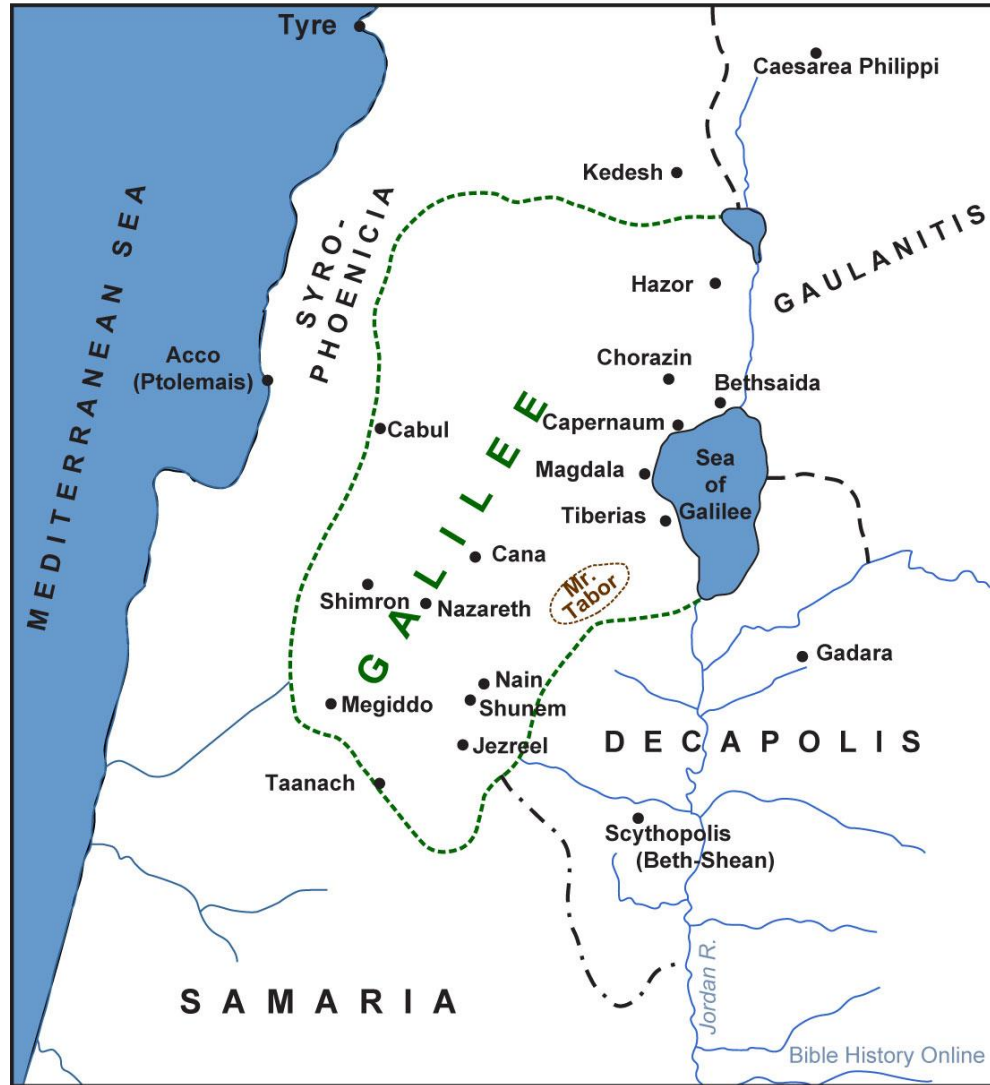 Tyre
Caesarea Philippi
Kedesh
MEDITERRANEAN SEA
SYRO-
PHOENICIA
GAULANITIS
Hazor
Acco
(Ptolemais)
Chorazin
Bethsaida
Cabul
Capernaum
GALILEE
Magdala
Sea
of
Galilee
Tiberias
Cana
Mr.
Tabor
Shimron
Nazareth
Gadara
Nain
Megiddo
Shunem
DECAPOLIS
Jezreel
Taanach
Scythopolis
(Beth-Shean)
Jordan R.
SAMARIA
Bible History Online